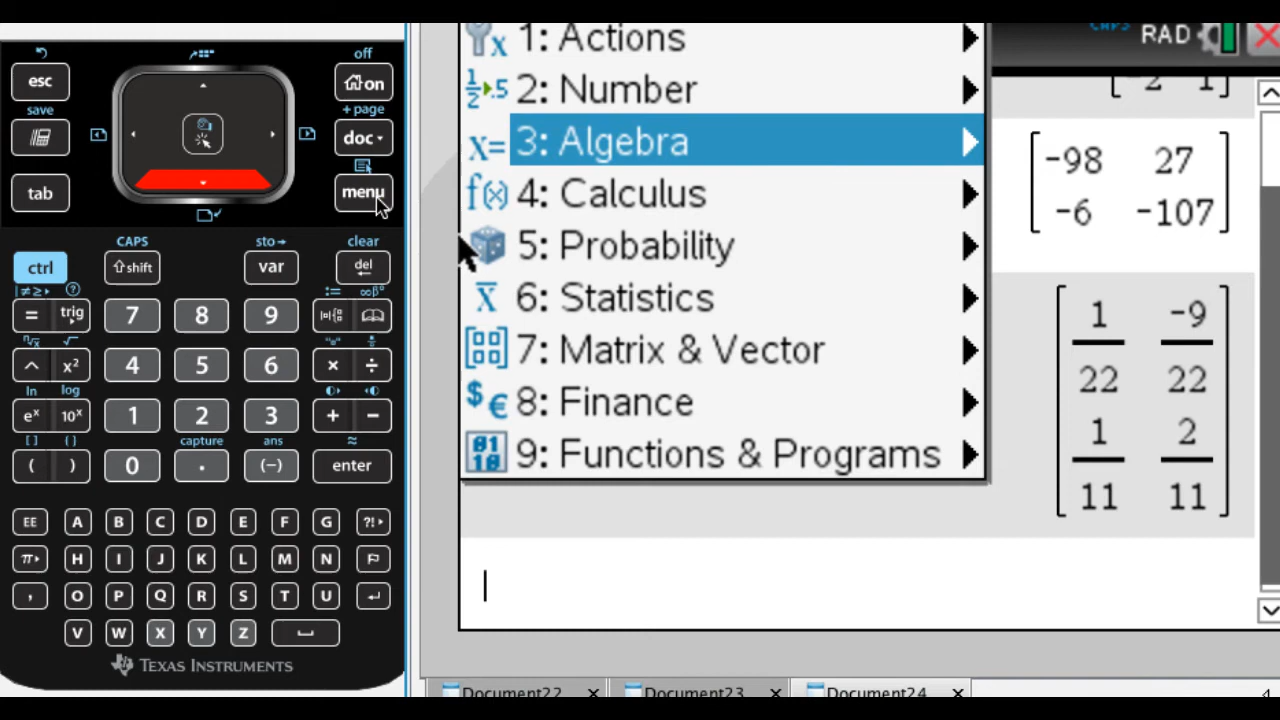 off
esc
on
save
+ page
doc
tab
menu
CAPS
sto→
clear
ctrl
⇧shift
var
del
|≠≥▸
:=
∞β°
=
trig
7
8
9
|□|{
ⁿ√x
√
^
x²
4
5
6
×
÷
ln
log
eˣ
10ˣ
1
2
3
+
−
[ ]
{ }
capture
ans
≈
(
)
0
.
(−)
enter
EE
A
B
C
D
E
F
G
?!▸
π▸
H
I
J
K
L
M
N
,
O
P
Q
R
S
T
U
V
W
X
Y
Z
TEXAS INSTRUMENTS
1: Actions
2: Number
3: Algebra
4: Calculus
5: Probability
6: Statistics
7: Matrix & Vector
8: Finance
9: Functions & Programs
CAPS RAD
-2 1
-98 27
-6 -107
1 -9
22 22
1 2
11 11
Document22 Document23 Document24